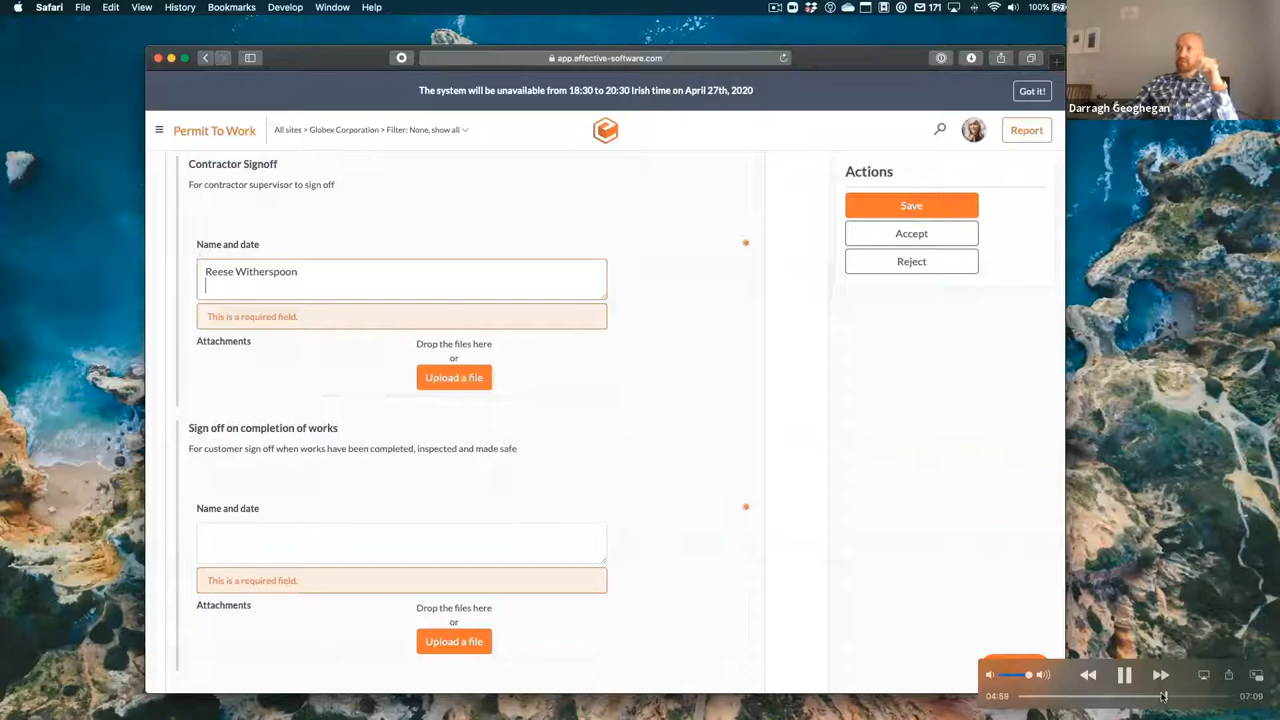 Safari File Edit View History Bookmarks Develop Window Help 171 100%
app.effective-software.com
The system will be unavailable from 18:30 to 20:30 Irish time on April 27th, 2020 Got it!
Darragh Geoghegan
Permit To Work All sites > Globex Corporation > Filter: None, show all Report
Contractor Signoff
For contractor supervisor to sign off
Actions
Save
Accept
Reject
Name and date *
Reese Witherspoon
This is a required field.
Attachments
Drop the files here
or
Upload a file
Sign off on completion of works
For customer sign off when works have been completed, inspected and made safe
Name and date *
This is a required field.
Attachments
Drop the files here
or
Upload a file
04:59 07:09